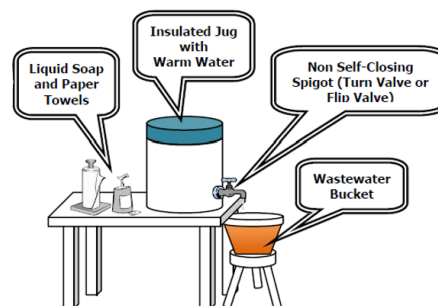 Insulated Jug
with
Warm Water
Liquid Soap
and Paper
Towels
Non Self-Closing
Spigot (Turn Valve or
Flip Valve)
Wastewater
Bucket